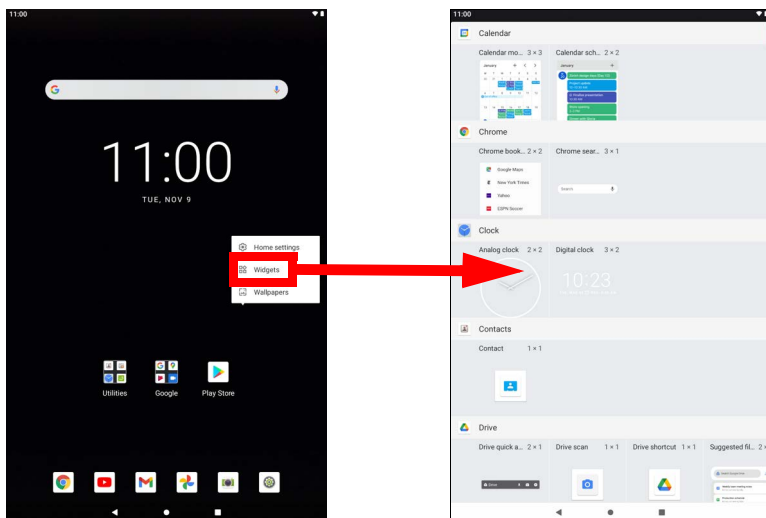 11:00
11:00
TUE, NOV 9
Home settings
Widgets
Wallpapers
Utilities
Google
Play Store
11:00
Calendar
Calendar mo... 3 × 3
Calendar sch... 2 × 2
January
January
Chrome
Chrome book... 2 × 2
Chrome sear... 3 × 1
Google Maps
New York Times
Yahoo
ESPN Soccer
Search
Clock
Analog clock 2 × 2
Digital clock 3 × 2
10:23
Contacts
Contact 1 × 1
Drive
Drive quick a... 2 × 1
Drive scan 1 × 1
Drive shortcut 1 × 1
Suggested fil... 2 ×
Drive